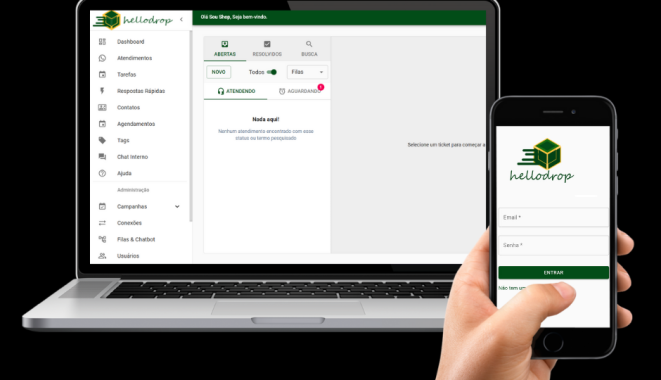 hellodrop
Olá Seu Shop, Seja bem-vindo.
Dashboard
Atendimentos
Tarefas
Respostas Rápidas
Contatos
Agendamentos
Tags
Chat Interno
Ajuda
Administração
Campanhas
Conexões
Filas & Chatbot
Usuários
ABERTAS
RESOLVIDOS
BUSCA
NOVO
Todos
Filas
ATENDENDO
AGUARDANDO
Nada aqui!
Nenhum atendimento encontrado com esse
status ou termo pesquisado
Selecione um ticket para começar a
hellodrop
Email *
Senha *
ENTRAR
Não tem um